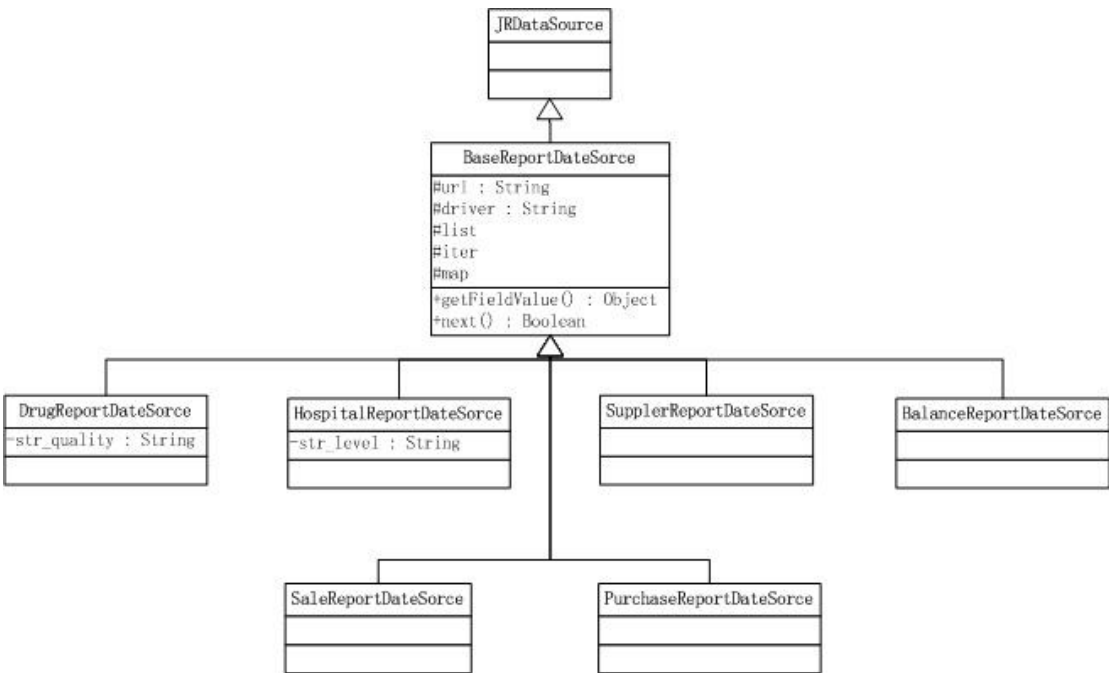 JRDataSource
BaseReportDateSorce
#url : String
#driver : String
#list
#iter
#map
+getFieldValue() : Object
+next() : Boolean
DrugReportDateSorce
-str_quality : String
HospitalReportDateSorce
-str_level : String
SupplerReportDateSorce
BalanceReportDateSorce
SaleReportDateSorce
PurchaseReportDateSorce